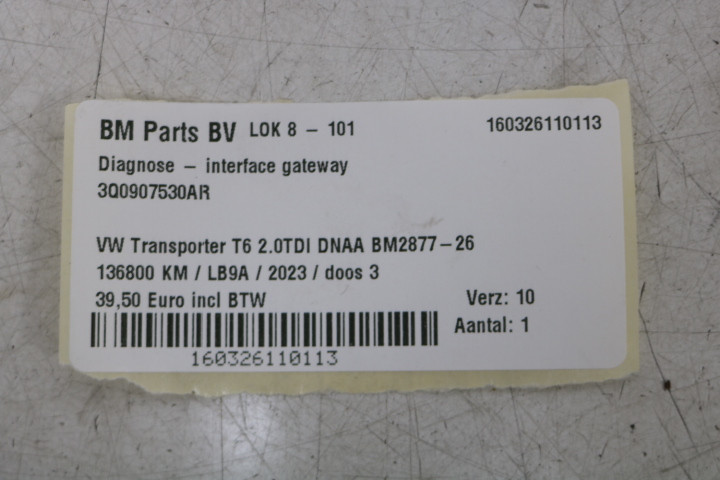 BM Parts BV LOK 8 - 101 160326110113
Diagnose - interface gateway
3Q0907530AR
VW Transporter T6 2.0TDI DNAA BM2877-26
136800 KM / LB9A / 2023 / doos 3
39,50 Euro incl BTW Verz: 10
Aantal: 1
160326110113